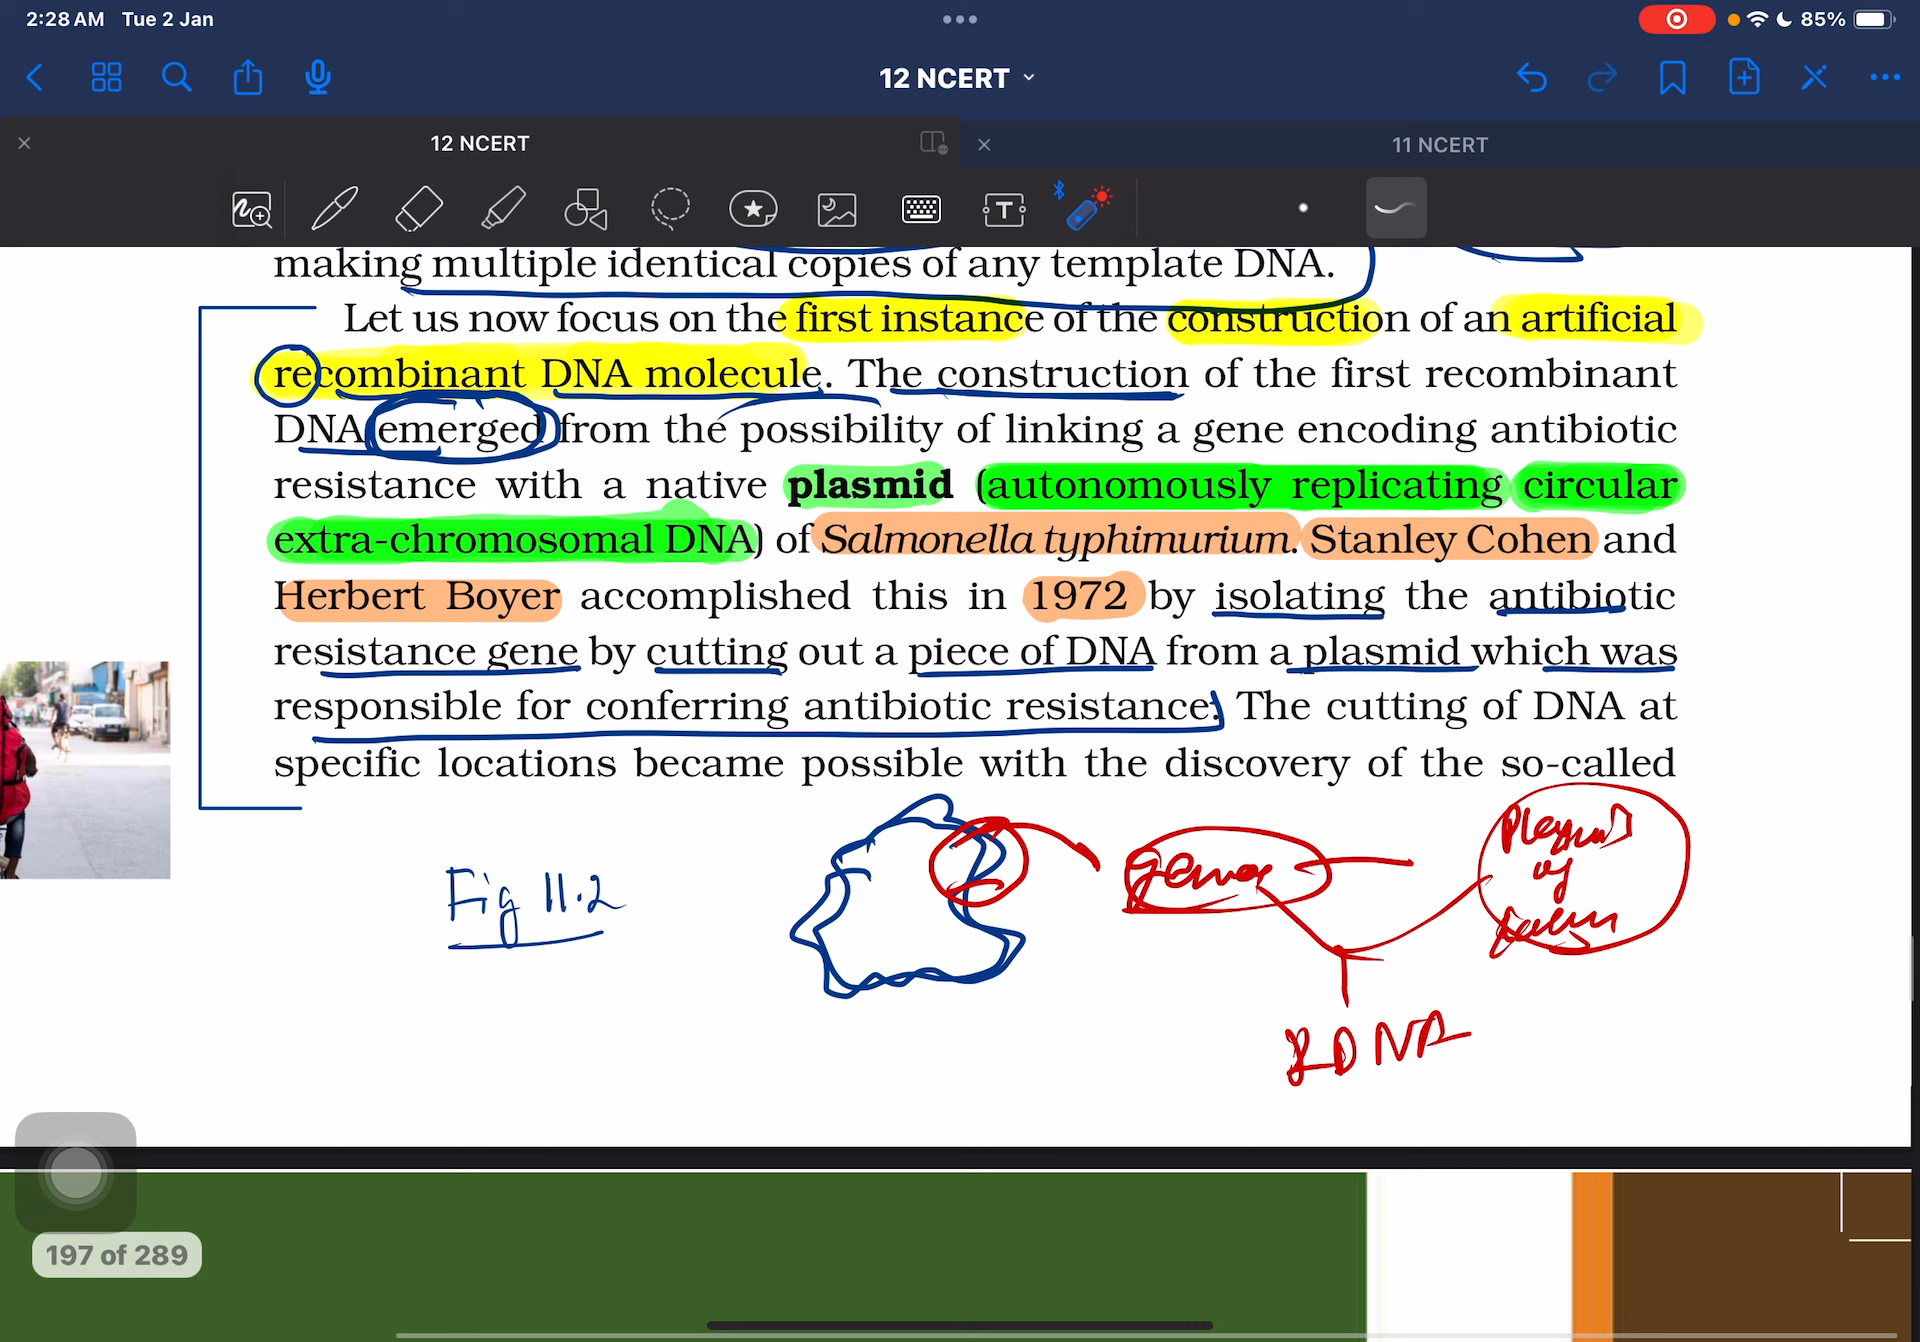 2:28 AM Tue 2 Jan
85%
12 NCERT
12 NCERT
11 NCERT
making multiple identical copies of any template DNA.
Let us now focus on the first instance of the construction of an artificial
recombinant DNA molecule. The construction of the first recombinant
DNA emerged from the possibility of linking a gene encoding antibiotic
resistance with a native plasmid (autonomously replicating circular
extra-chromosomal DNA) of Salmonella typhimurium. Stanley Cohen and
Herbert Boyer accomplished this in 1972 by isolating the antibiotic
resistance gene by cutting out a piece of DNA from a plasmid which was
responsible for conferring antibiotic resistance. The cutting of DNA at
specific locations became possible with the discovery of the so-called
Fig 11.2
of
DNA
197 of 289